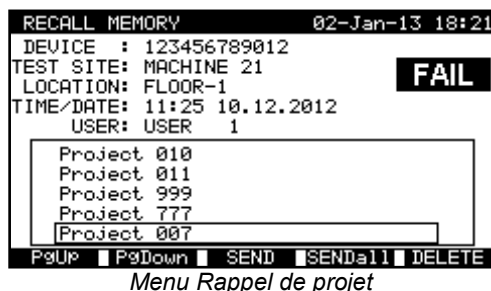 RECALL MEMORY 02-Jan-13 18:21
DEVICE : 123456789012
TEST SITE: MACHINE 21
FAIL
LOCATION: FLOOR-1
TIME/DATE: 11:25 10.12.2012
USER: USER 1
Project 010
Project 011
Project 999
Project 777
Project 007
PgUp PgDown SEND SENDall DELETE
Menu Rappel de projet